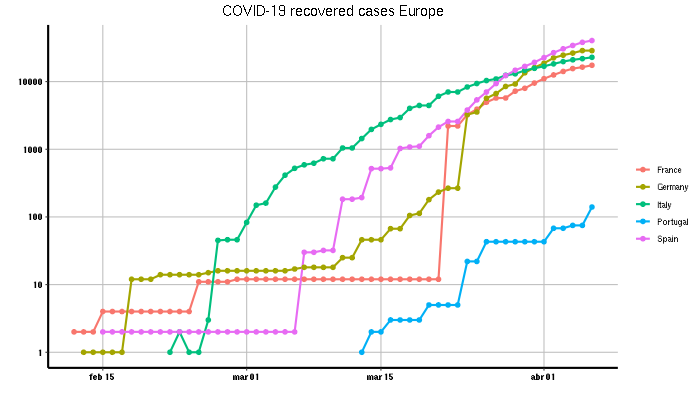 COVID-19 recovered cases Europe
10000
1000
100
10
1
feb 15
mar 01
mar 15
abr 01
France
Germany
Italy
Portugal
Spain